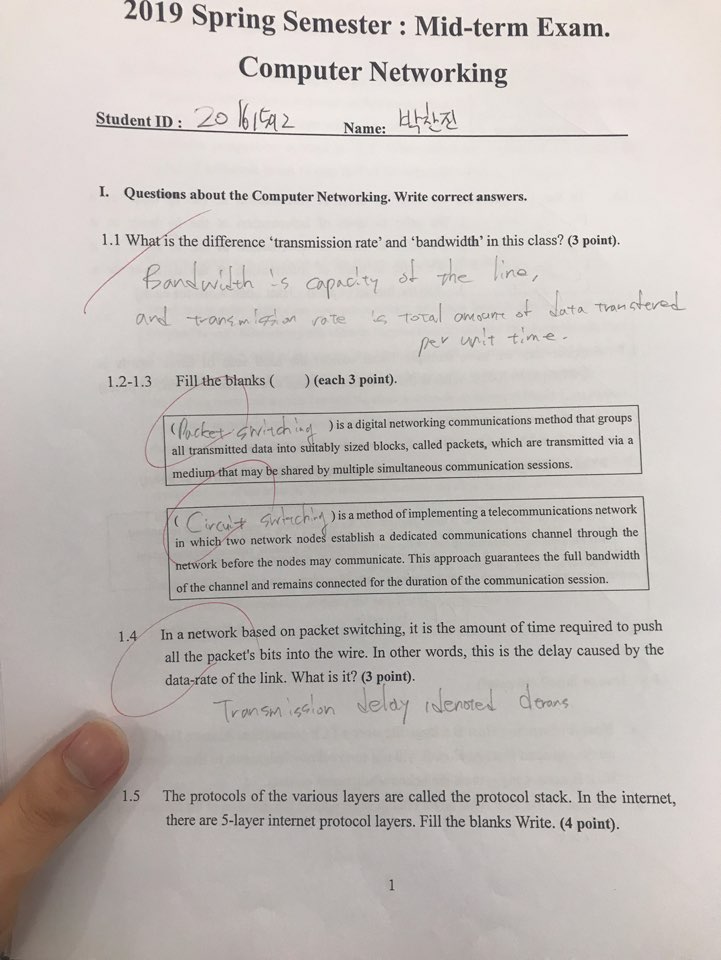 2019 Spring Semester : Mid-term Exam.
Computer Networking
Student ID : 20161592 Name: 박찬진
I. Questions about the Computer Networking. Write correct answers.
1.1 What is the difference ‘transmission rate’ and ‘bandwidth’ in this class? (3 point).
Bandwidth is capacity of the line,
and transmission rate is total amount of data transfered
per unit time.
1.2-1.3 Fill the blanks ( ) (each 3 point).
(Packet switching ) is a digital networking communications method that groups
all transmitted data into suitably sized blocks, called packets, which are transmitted via a
medium that may be shared by multiple simultaneous communication sessions.
( Circuit switching ) is a method of implementing a telecommunications network
in which two network nodes establish a dedicated communications channel through the
network before the nodes may communicate. This approach guarantees the full bandwidth
of the channel and remains connected for the duration of the communication session.
1.4 In a network based on packet switching, it is the amount of time required to push
all the packet's bits into the wire. In other words, this is the delay caused by the
data-rate of the link. What is it? (3 point).
Transmission delay denoted dtrans
1.5 The protocols of the various layers are called the protocol stack. In the internet,
there are 5-layer internet protocol layers. Fill the blanks Write. (4 point).
1